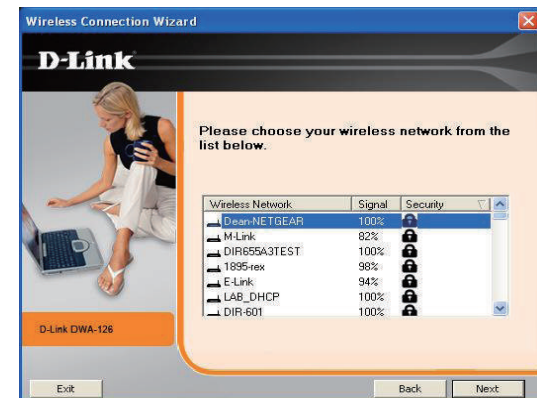 Wireless Connection Wizard
D-Link
Please choose your wireless network from the
list below.
Wireless Network Signal Security
Dean-NETGEAR 100%
M-Link 82%
DIR655A3TEST 100%
1895-rex 98%
E-Link 94%
LAB_DHCP 100%
DIR-601 100%
D-Link DWA-126
Exit Back Next